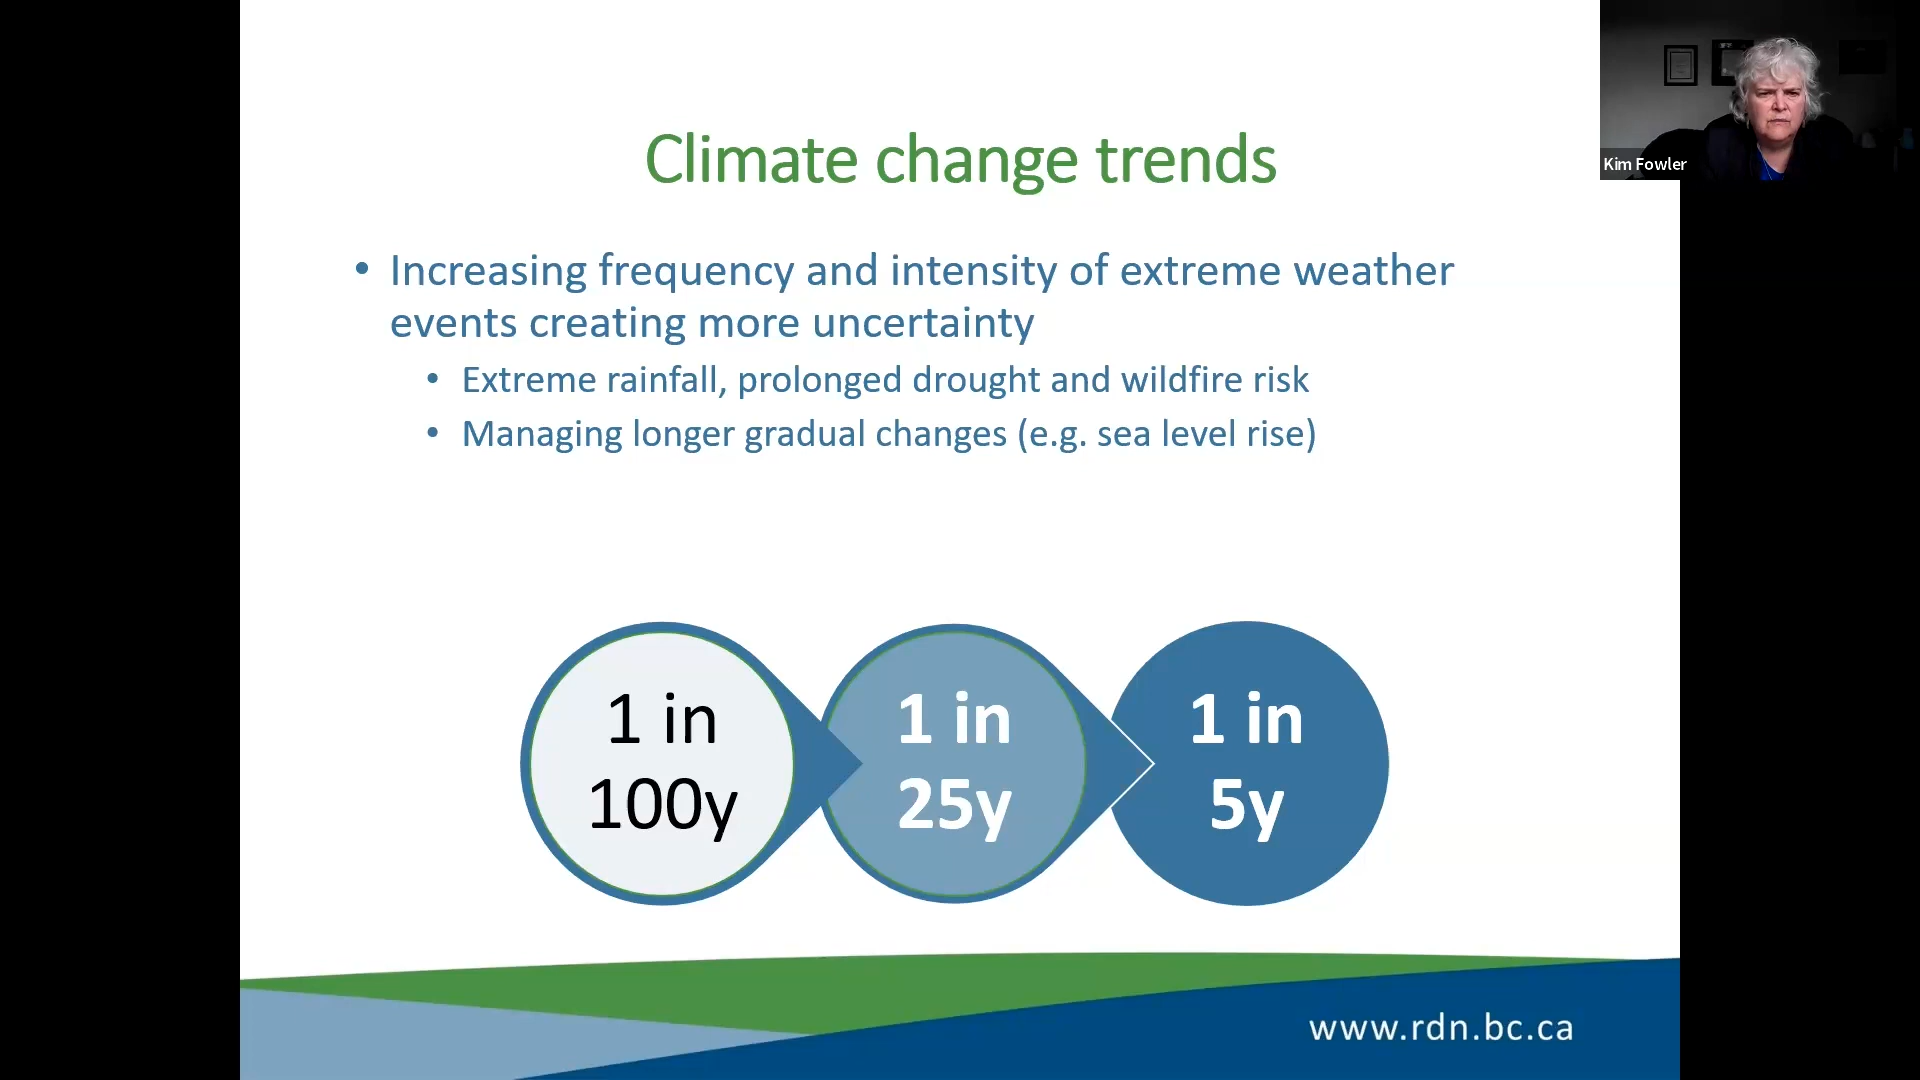 Climate change trends
Kim Fowler
• Increasing frequency and intensity of extreme weather
events creating more uncertainty
• Extreme rainfall, prolonged drought and wildfire risk
• Managing longer gradual changes (e.g. sea level rise)
1 in
100y
1 in
25y
1 in
5y
www.rdn.bc.ca